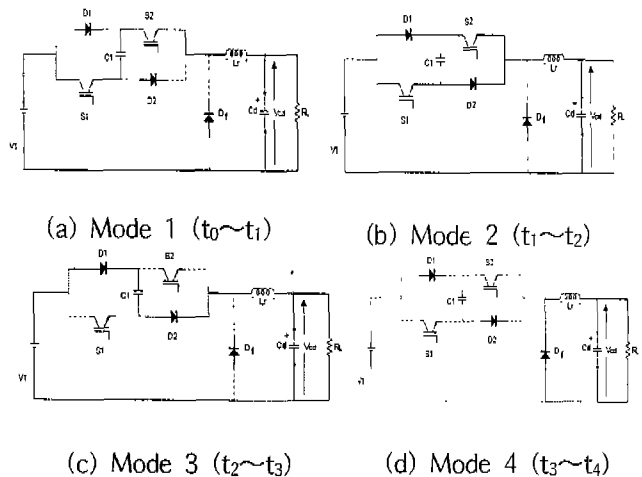 D1
S2
C1
Lr
D2
S1
Df
Cd
+
Vcd
RL
V1
(a) Mode 1 (t₀~t₁)
D1
S2
C1
Lr
D2
S1
Df
Cd
+
Vcd
R
V1
(b) Mode 2 (t₁~t₂)
D1
S2
C1
Lr
D2
S1
Df
Cd
+
Vcd
RL
V1
(c) Mode 3 (t₂~t₃)
D1
S2
C1
Lr
D2
S1
Df
Cd
+
Vcd
R
V1
(d) Mode 4 (t₃~t₄)